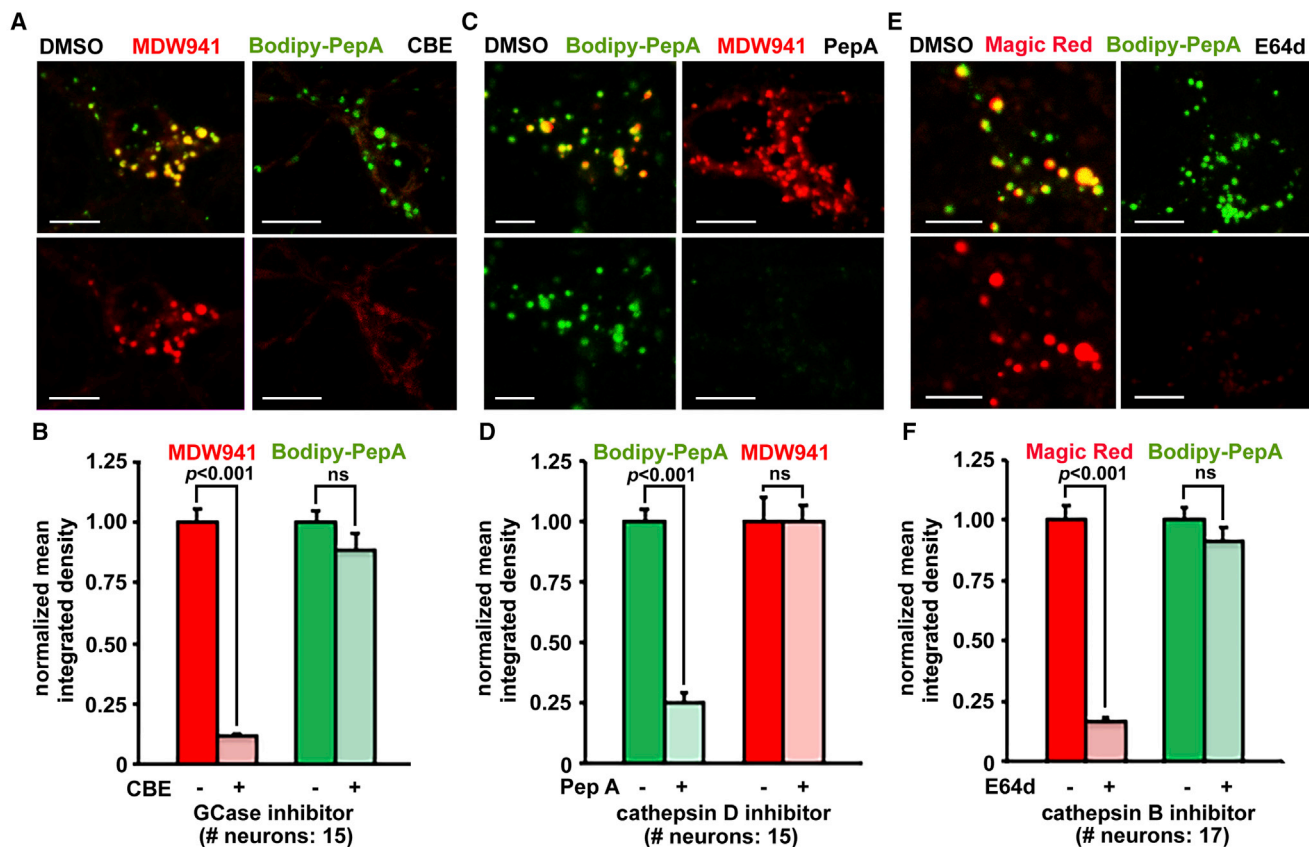 A
DMSO MDW941 Bodipy-PepA CBE
C
DMSO Bodipy-PepA MDW941 PepA
E
DMSO Magic Red Bodipy-PepA E64d
B
MDW941 Bodipy-PepA
p<0.001
ns
1.25
1.00
0.75
0.50
0.25
0
normalized mean
integrated density
CBE - + - +
GCase inhibitor
(# neurons: 15)
D
Bodipy-PepA MDW941
p<0.001
ns
1.25
1.00
0.75
0.50
0.25
0
normalized mean
integrated density
Pep A - + - +
cathepsin D inhibitor
(# neurons: 15)
F
Magic Red Bodipy-PepA
p<0.001
ns
1.25
1.00
0.75
0.50
0.25
0
normalized mean
integrated density
E64d - + - +
cathepsin B inhibitor
(# neurons: 17)